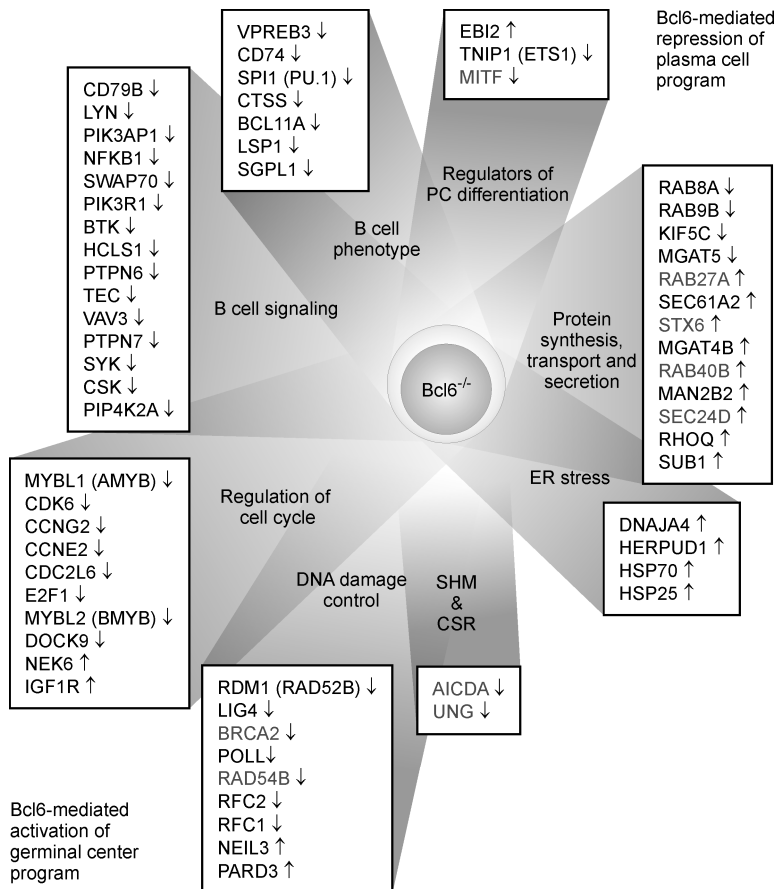 VPREB3 ↓
CD74 ↓
SPI1 (PU.1) ↓
CTSS ↓
BCL11A ↓
LSP1 ↓
SGPL1 ↓
EBI2 ↑
TNIP1 (ETS1) ↓
MITF ↓
Bcl6-mediated
repression of
plasma cell
program
CD79B ↓
LYN ↓
PIK3AP1 ↓
NFKB1 ↓
SWAP70 ↓
PIK3R1 ↓
BTK ↓
HCLS1 ↓
PTPN6 ↓
TEC ↓
VAV3 ↓
PTPN7 ↓
SYK ↓
CSK ↓
PIP4K2A ↓
B cell
phenotype
Regulators of
PC differentiation
B cell signaling
Protein
synthesis,
transport and
secretion
RAB8A ↓
RAB9B ↓
KIF5C ↓
MGAT5 ↓
RAB27A ↑
SEC61A2 ↑
STX6 ↑
MGAT4B ↑
RAB40B ↑
MAN2B2 ↑
SEC24D ↑
RHOQ ↑
SUB1 ↑
Bcl6-/-
ER stress
DNAJA4 ↑
HERPUD1 ↑
HSP70 ↑
HSP25 ↑
MYBL1 (AMYB) ↓
CDK6 ↓
CCNG2 ↓
CCNE2 ↓
CDC2L6 ↓
E2F1 ↓
MYBL2 (BMYB) ↓
DOCK9 ↓
NEK6 ↑
IGF1R ↑
Regulation of
cell cycle
DNA damage
control
SHM
&
CSR
RDM1 (RAD52B) ↓
LIG4 ↓
BRCA2 ↓
POLL↓
RAD54B ↓
RFC2 ↓
RFC1 ↓
NEIL3 ↑
PARD3 ↑
AICDA ↓
UNG ↓
Bcl6-mediated
activation of
germinal center
program